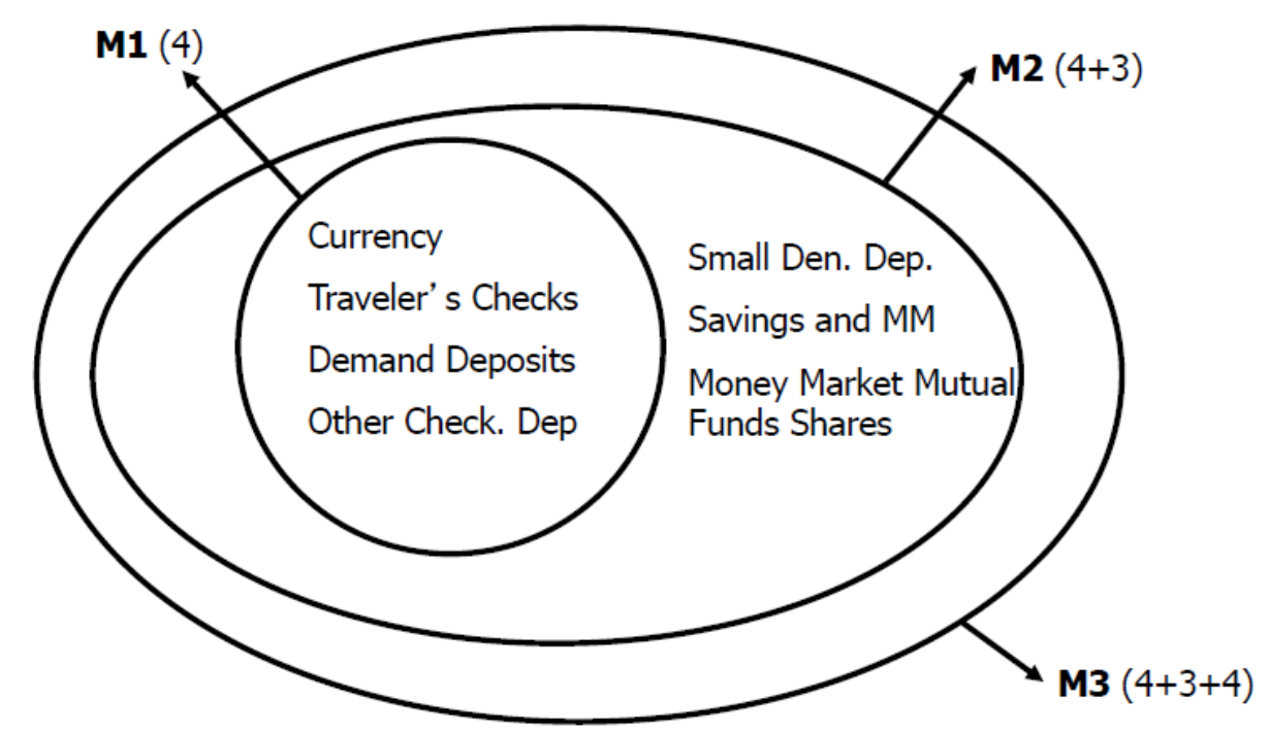 M1 (4)
M2 (4+3)
Currency
Traveler’ s Checks
Demand Deposits
Other Check. Dep
Small Den. Dep.
Savings and MM
Money Market Mutual
Funds Shares
M3 (4+3+4)